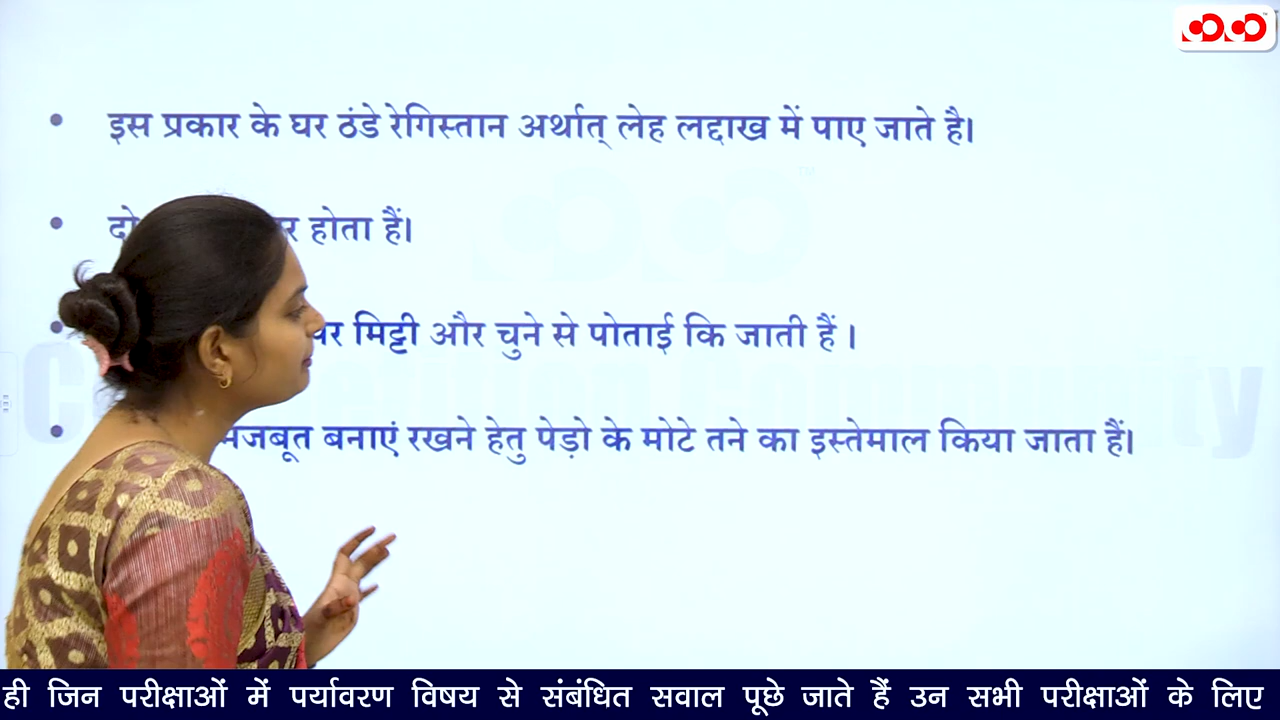 इस प्रकार के घर ठंडे रेगिस्तान अर्थात् लेह लद्दाख में पाए जाते है।
होता हैं।
पर मिट्टी और चुने से पोताई कि जाती हैं ।
मजबूत बनाएं रखने हेतु पेड़ो के मोटे तने का इस्तेमाल किया जाता हैं।
ही जिन परीक्षाओं में पर्यावरण विषय से संबंधित सवाल पूछे जाते हैं उन सभी परीक्षाओं के लिए